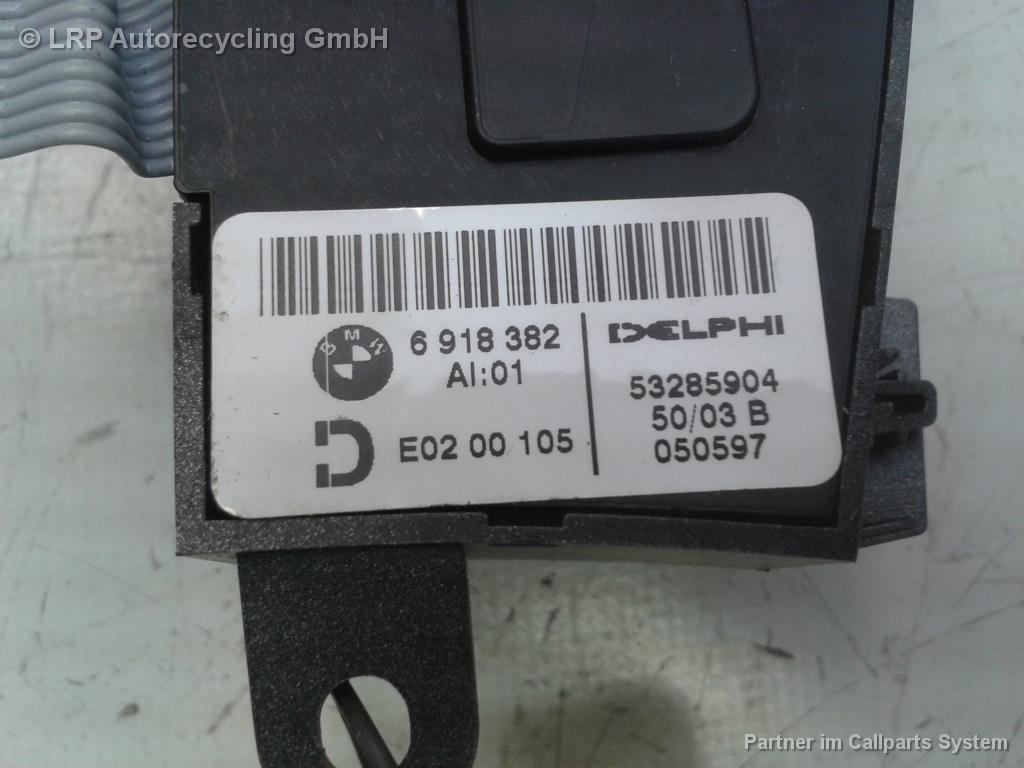 © LRP Autorecycling GmbH
BMW 6 918 382 DELPHI
AI:01 53285904
50/03 B
D E02 00 105 050597
Partner im Callparts System